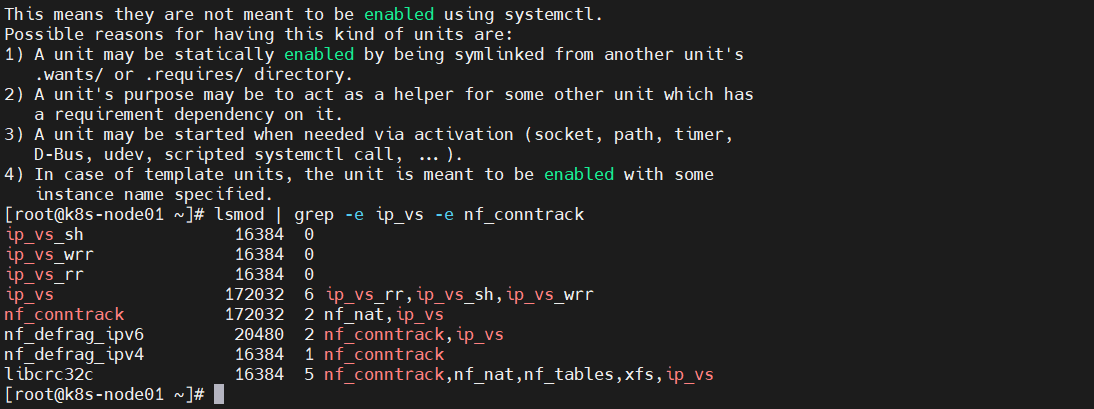 This means they are not meant to be enabled using systemctl.
Possible reasons for having this kind of units are:
1) A unit may be statically enabled by being symlinked from another unit's
   .wants/ or .requires/ directory.
2) A unit's purpose may be to act as a helper for some other unit which has
   a requirement dependency on it.
3) A unit may be started when needed via activation (socket, path, timer,
   D-Bus, udev, scripted systemctl call, ...).
4) In case of template units, the unit is meant to be enabled with some
   instance name specified.
[root@k8s-node01 ~]# lsmod | grep -e ip_vs -e nf_conntrack
ip_vs_sh               16384  0
ip_vs_wrr              16384  0
ip_vs_rr               16384  0
ip_vs                 172032  6 ip_vs_rr,ip_vs_sh,ip_vs_wrr
nf_conntrack          172032  2 nf_nat,ip_vs
nf_defrag_ipv6         20480  2 nf_conntrack,ip_vs
nf_defrag_ipv4         16384  1 nf_conntrack
libcrc32c              16384  5 nf_conntrack,nf_nat,nf_tables,xfs,ip_vs
[root@k8s-node01 ~]#